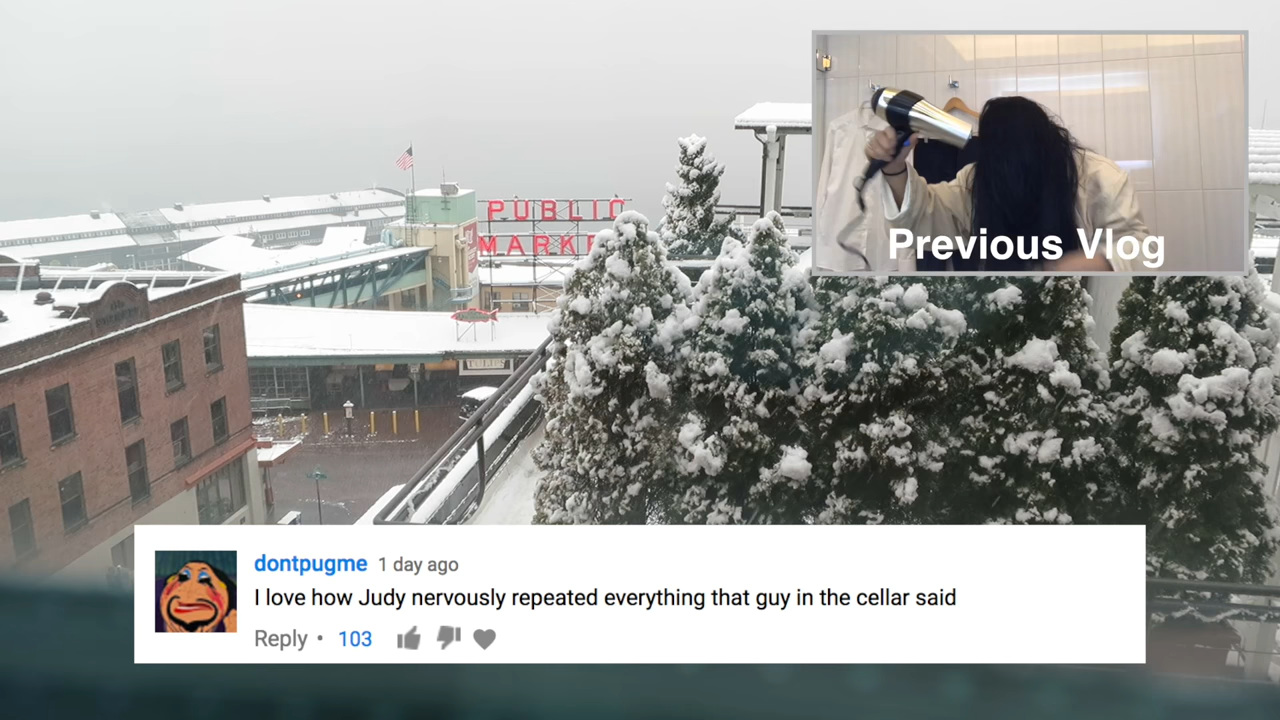 PUBLIC
MARKE
Previous Vlog
dontpugme 1 day ago
I love how Judy nervously repeated everything that guy in the cellar said
Reply • 103